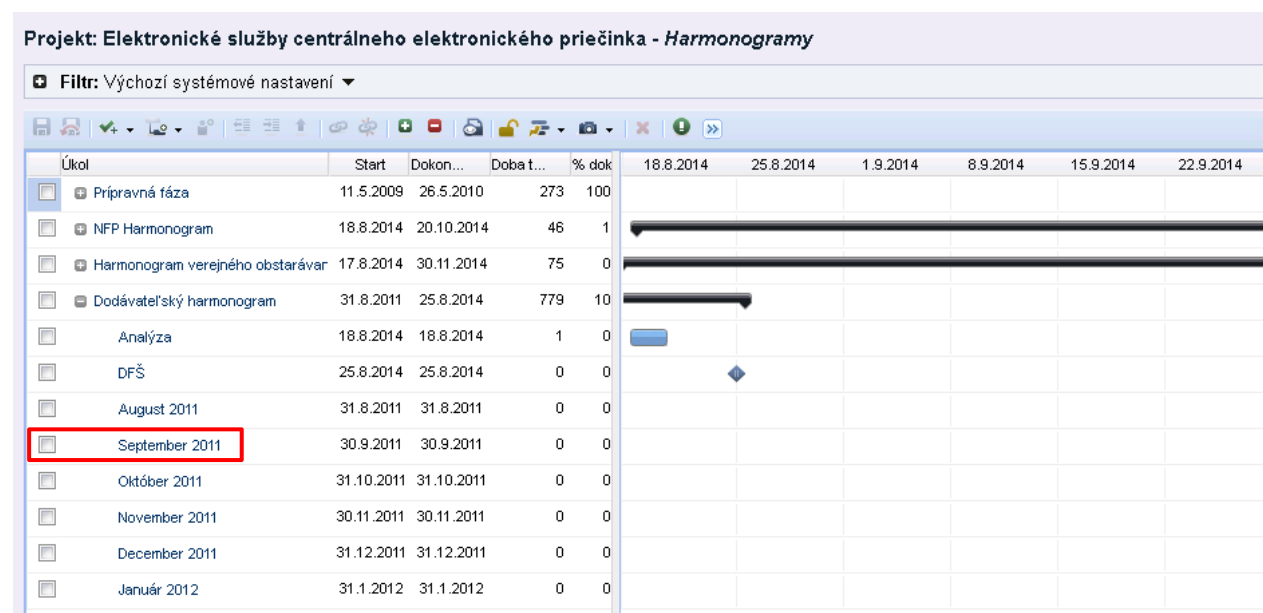 Projekt: Elektronické služby centrálneho elektronického priečinka - Harmonogramy
Filtr: Výchozí systémové nastavení
Úkol Start Dokon... Doba t... % dok 18.8.2014 25.8.2014 1.9.2014 8.9.2014 15.9.2014 22.9.2014
Prípravná fáza 11.5.2009 26.5.2010 273 100
NFP Harmonogram 18.8.2014 20.10.2014 46 1
Harmonogram verejného obstarávar 17.8.2014 30.11.2014 75 0
Dodávateľský harmonogram 31.8.2011 25.8.2014 779 10
Analýza 18.8.2014 18.8.2014 1 0
DFŠ 25.8.2014 25.8.2014 0 0
August 2011 31.8.2011 31.8.2011 0 0
September 2011 30.9.2011 30.9.2011 0 0
Október 2011 31.10.2011 31.10.2011 0 0
November 2011 30.11.2011 30.11.2011 0 0
December 2011 31.12.2011 31.12.2011 0 0
Január 2012 31.1.2012 31.1.2012 0 0